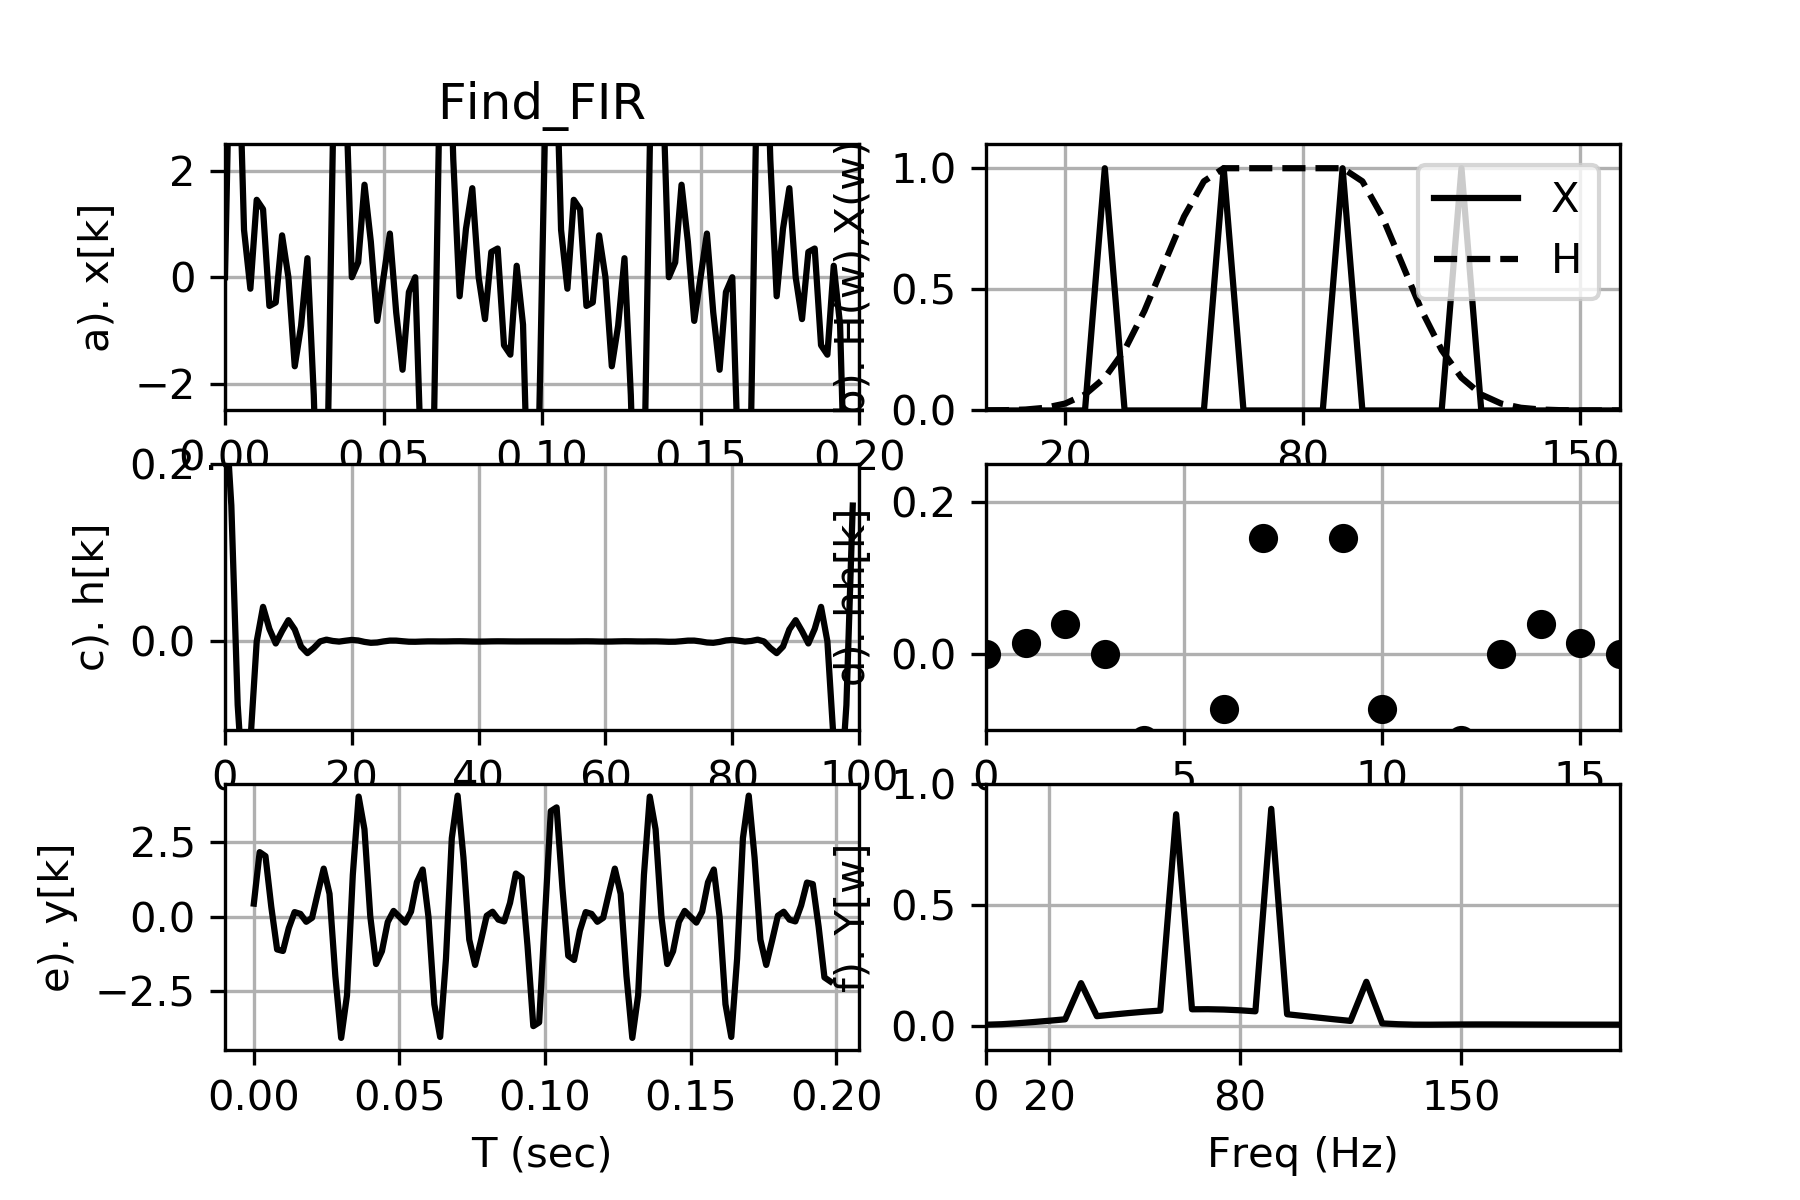 Find_FIR
a). x[k]
2
0
−2
0.00 0.05 0.10 0.15 0.20
b). H(w),X(w)
1.0
0.5
0.0
20 80 150
X
H
c). h[k]
0.2
0.0
0 20 40 60 80 100
d). hh[k]
0.2
0.0
0 5 10 15
e). y[k]
2.5
0.0
−2.5
0.00 0.05 0.10 0.15 0.20
T (sec)
f). Y[w]
1.0
0.5
0.0
0 20 80 150
Freq (Hz)